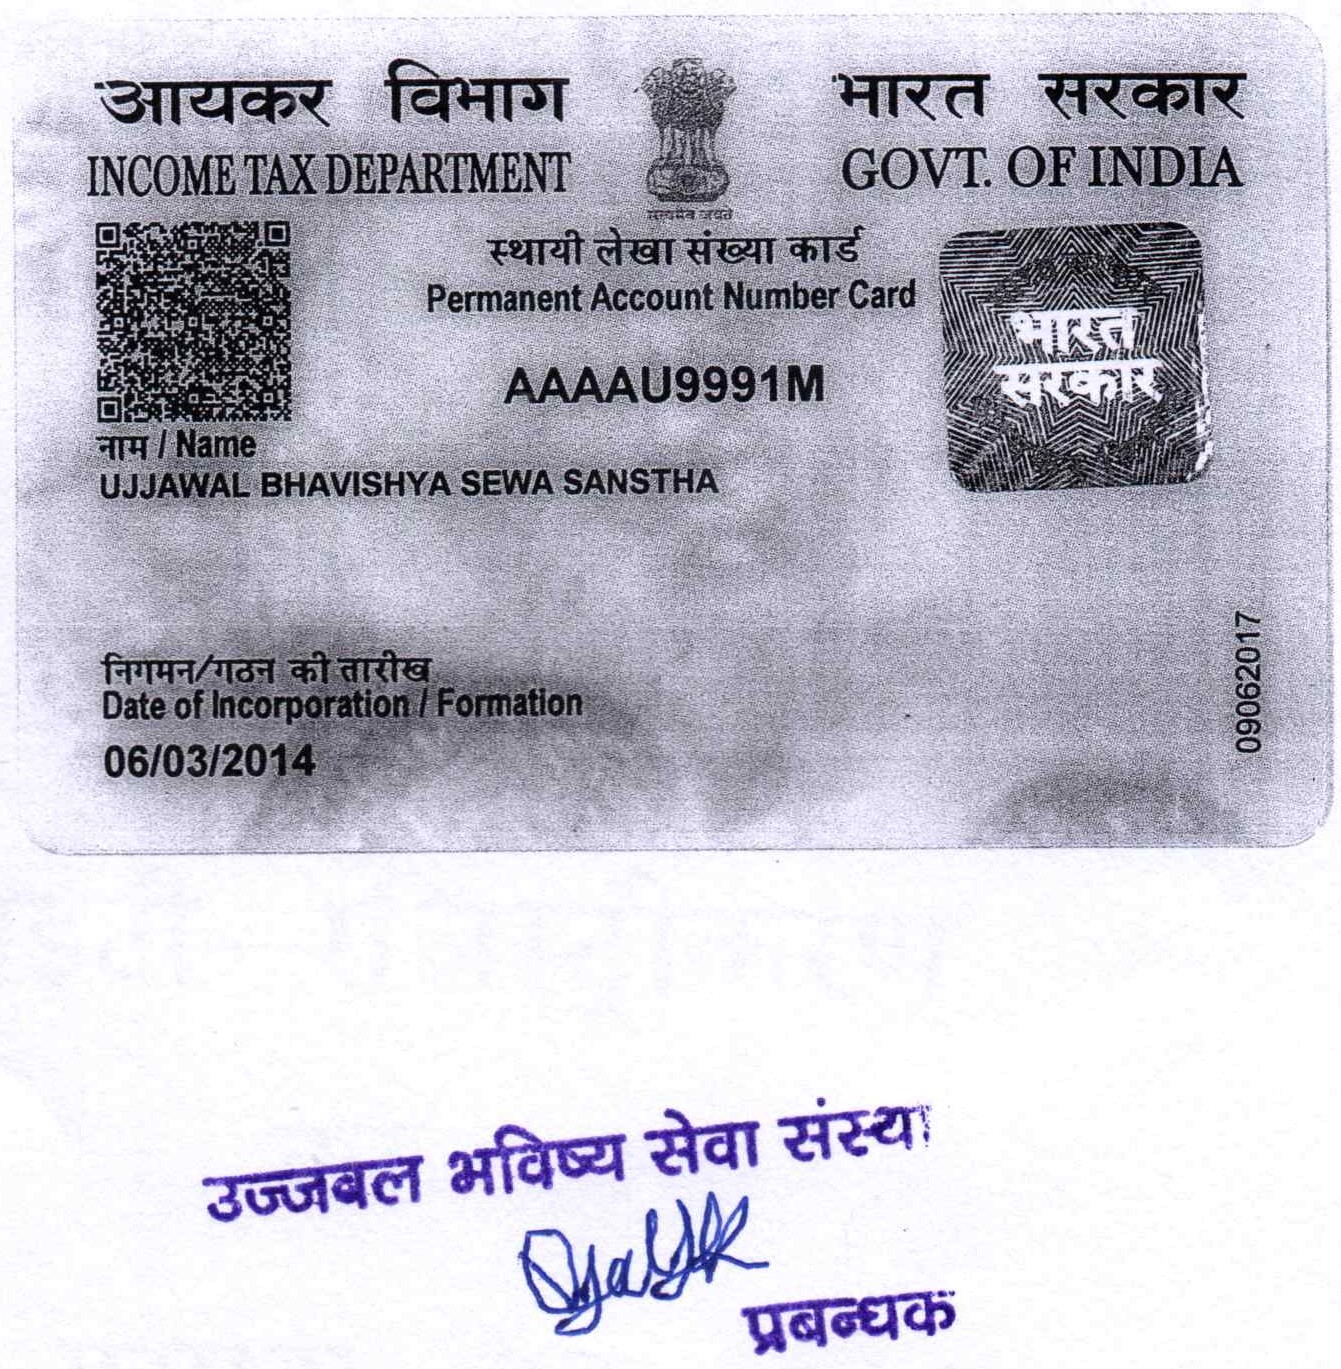 आयकर विभाग
INCOME TAX DEPARTMENT
भारत सरकार
GOVT. OF INDIA
सत्यमेव जयते
स्थायी लेखा संख्या कार्ड
Permanent Account Number Card
AAAAU9991M
भारत
सरकार
नाम / Name
UJJAWAL BHAVISHYA SEWA SANSTHA
निगमन/गठन की तारीख
Date of Incorporation / Formation
06/03/2014
09062017
उज्जवल भविष्य सेवा संस्था
प्रबन्धक